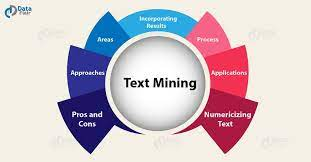 Data
Flair
Incorporating
Results
Areas
Process
Approaches
Applications
Text Mining
Pros and
Cons
Numericizing
Text